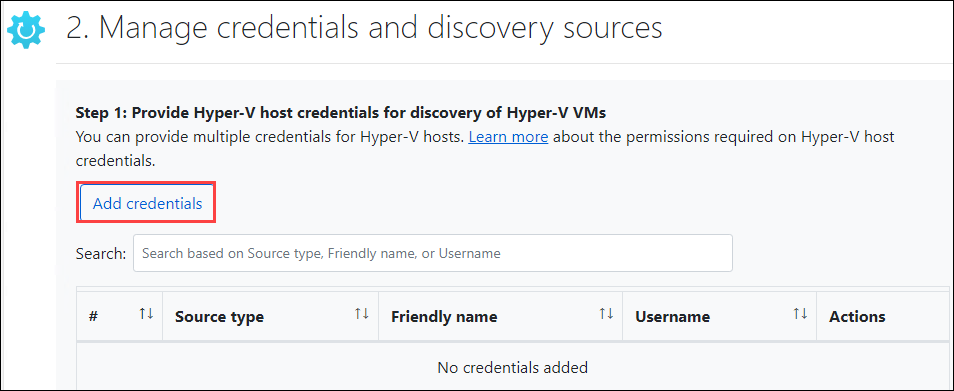 2. Manage credentials and discovery sources
Step 1: Provide Hyper-V host credentials for discovery of Hyper-V VMs
You can provide multiple credentials for Hyper-V hosts. Learn more about the permissions required on Hyper-V host
credentials.
Add credentials
Search: Search based on Source type, Friendly name, or Username
# ↑↓ Source type ↑↓ Friendly name ↑↓ Username ↑↓ Actions
No credentials added